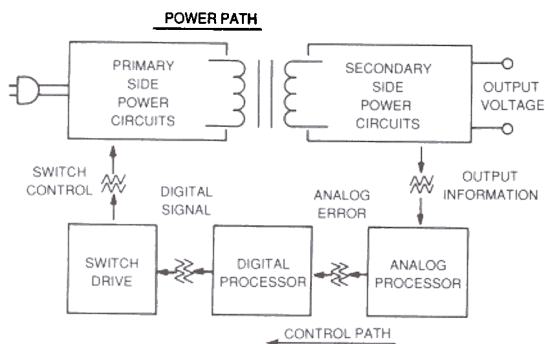 POWER PATH
PRIMARY
SIDE
POWER
CIRCUITS
SECONDARY
SIDE
POWER
CIRCUITS
OUTPUT
VOLTAGE
SWITCH
CONTROL
DIGITAL
SIGNAL
ANALOG
ERROR
OUTPUT
INFORMATION
SWITCH
DRIVE
DIGITAL
PROCESSOR
ANALOG
PROCESSOR
CONTROL PATH